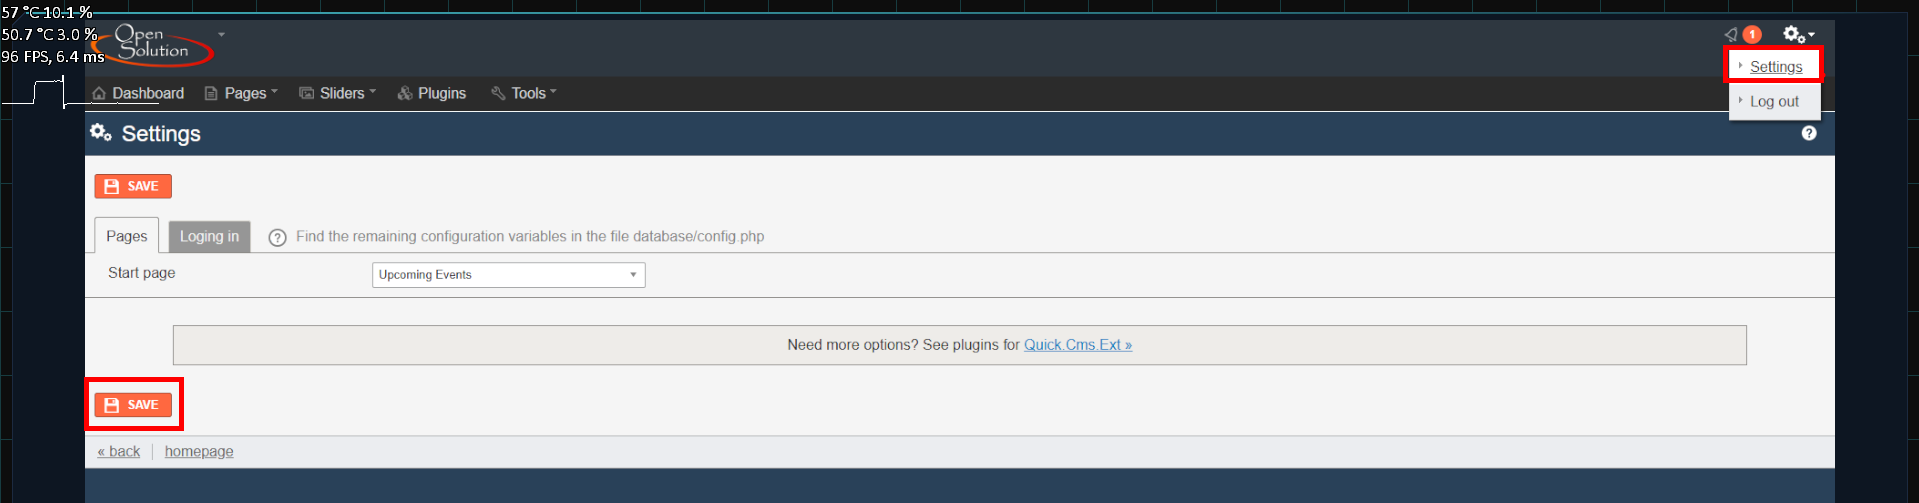 57 °C 10.1 %
50.7 °C 3.0 %
96 FPS, 6.4 ms
Open
Solution
1
Settings
Log out
Dashboard Pages Sliders Plugins Tools
Settings
?
SAVE
Pages Loging in ? Find the remaining configuration variables in the file database/config.php
Start page Upcoming Events
Need more options? See plugins for Quick.Cms.Ext »
SAVE
« back homepage